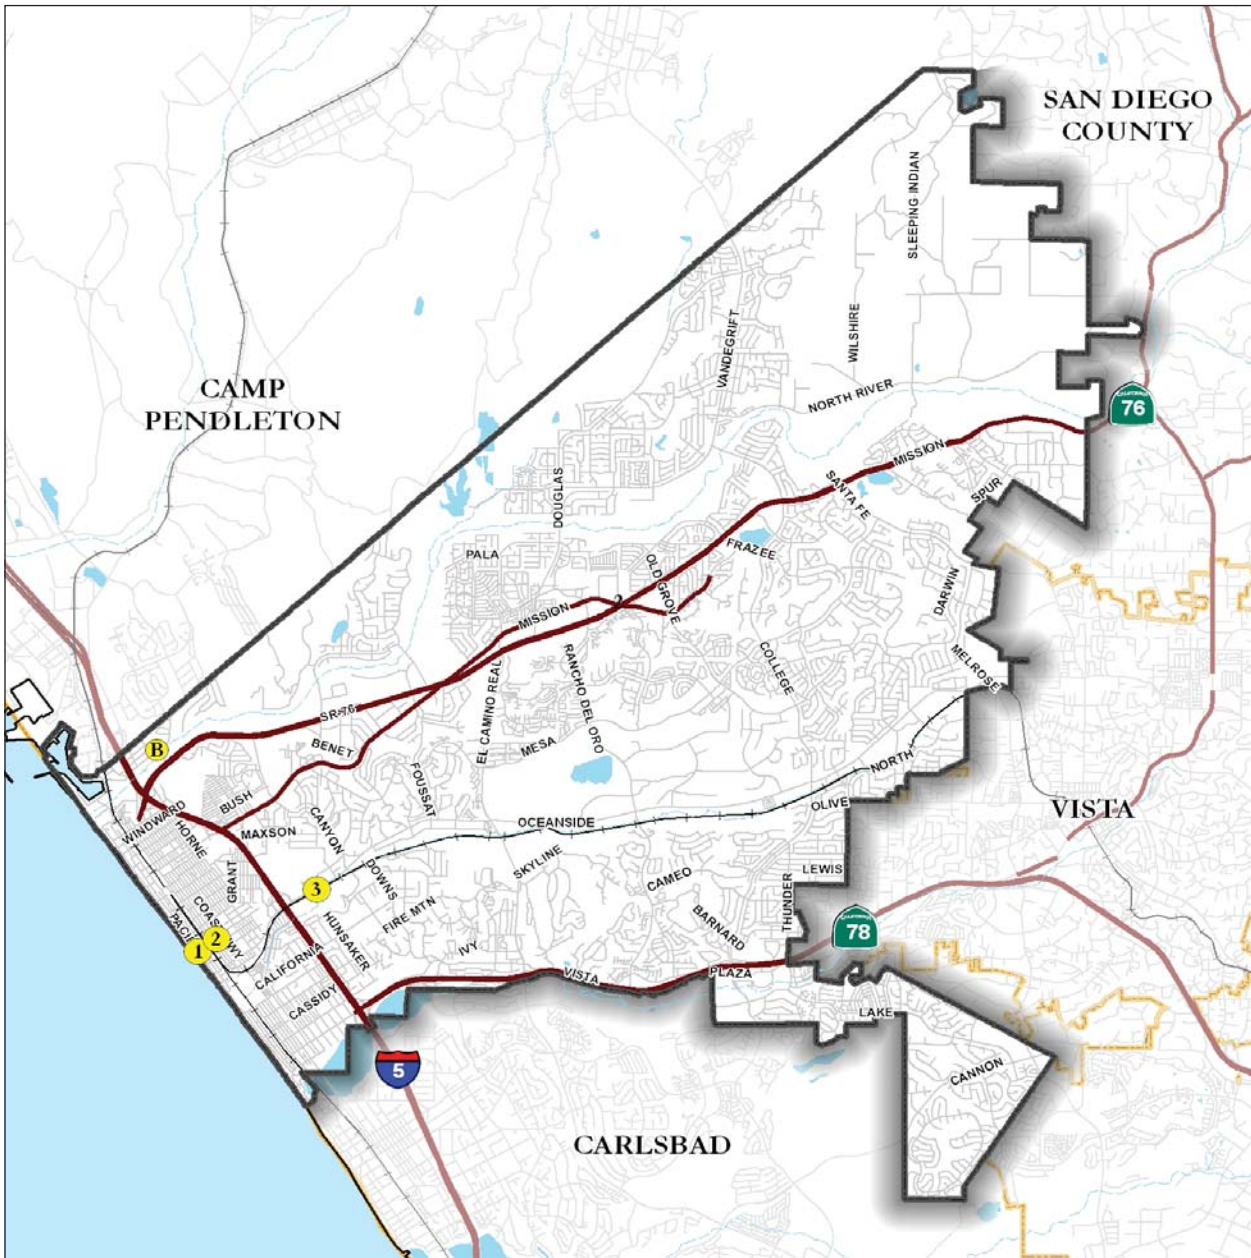 SAN DIEGO
COUNTY
SLEEPING INDIAN
VANDEGRIFT
WILSHIRE
CAMP
PENDLETON
NORTH RIVER
CALIFORNIA
76
MISSION
SANTA FE
SPUR
DOUGLAS
PALA
OLD GROVE
FRAZEE
DARWIN
2
MISSION
COLLEGE
MELROSE
EL CAMINO REAL
RANCHO DEL ORO
SR-76
B
BENET
MESA
FOUSSAT
NORTH
BUSH
WINDWARD
HORNE
MAXSON
CANYON
OCEANSIDE
OLIVE
VISTA
GRANT
DOWNS
SKYLINE
CAMEO
LEWIS
THUNDER
3
COAST HWY
PACIFIC
1
2
HUNSAKER
FIRE MTN
IVY
BARNARD
CALIFORNIA
78
CALIFORNIA
CASSIDY
VISTA
PLAZA
LAKE
5
CANNON
CARLSBAD